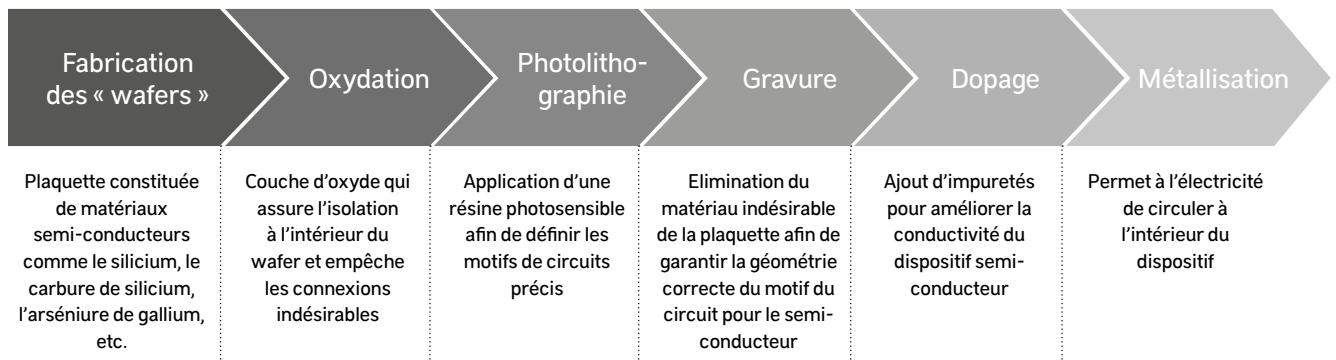 Fabrication
des « wafers »
Oxydation
Photolitho-
graphie
Gravure
Dopage
Métallisation
Plaquette constituée
de matériaux
semi-conducteurs
comme le silicium, le
carbure de silicium,
l'arséniure de gallium,
etc.
Couche d'oxyde qui
assure l'isolation
à l'intérieur du
wafer et empêche
les connexions
indésirables
Application d'une
résine photosensible
afin de définir les
motifs de circuits
précis
Elimination du
matériau indésirable
de la plaquette afin de
garantir la géométrie
correcte du motif du
circuit pour le semi-
conducteur
Ajout d'impuretés
pour améliorer la
conductivité du
dispositif semi-
conducteur
Permet à l'électricité
de circuler à
l'intérieur du
dispositif